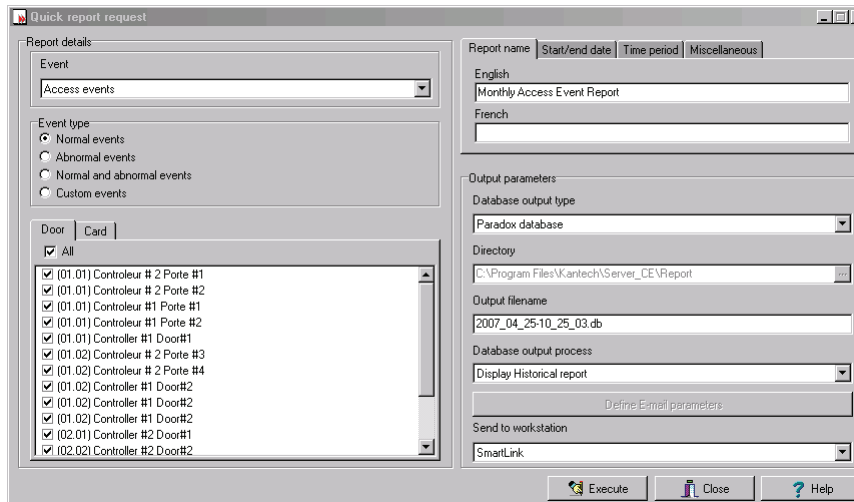 Quick report request
Report details
Event
Access events
Event type
Normal events
Abnormal events
Normal and abnormal events
Custom events
Door
Card
All
(01.01) Controleur # 2 Porte #1
(01.01) Controleur # 2 Porte #2
(01.01) Controleur #1 Porte #1
(01.01) Controleur #1 Porte #2
(01.01) Controller #1 Door#1
(01.02) Controleur # 2 Porte #3
(01.02) Controleur # 2 Porte #4
(01.02) Controller #1 Door#2
(01.02) Controller #1 Door#2
(01.02) Controller #1 Door#2
(02.01) Controller #2 Door#1
(02.02) Controller #2 Door#2
Report name
Start/end date
Time period
Miscellaneous
English
Monthly Access Event Report
French
Output parameters
Database output type
Paradox database
Directory
C:\Program Files\Kantech\Server_CE\Report
...
Output filename
2007_04_25-10_25_03.db
Database output process
Display Historical report
Define E-mail parameters
Send to workstation
SmartLink
Execute
Close
? Help